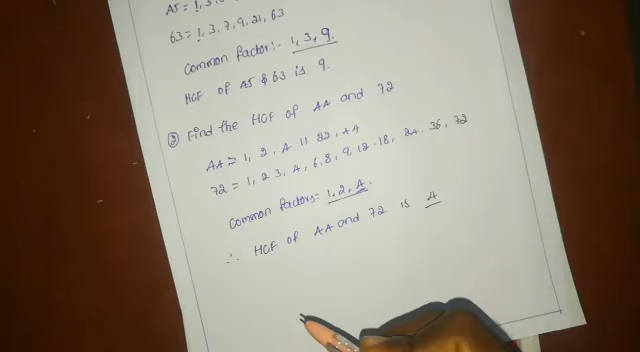 45 = 1, 3,
63 = 1, 3, 7, 9, 21, 63
Common factor:- 1, 3, 9.
HCF of 45 & 63 is 9.
② Find the HCF of 44 and 72
44 = 1, 2, 4 11 22, 44
72 = 1, 2 3, 4, 6, 8, 9, 12, 18, 24, 36, 72
Common factors= 1, 2, 4.
∴ HCF of 44 and 72 is 4